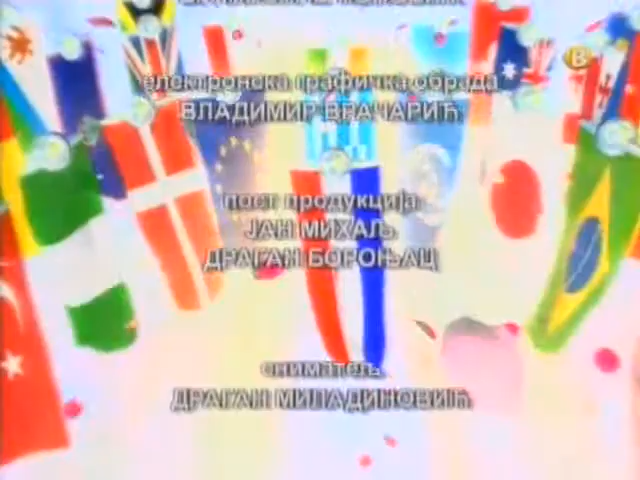 В
електронска графичка обрада
ВЛАДИМИР ВРАЧАРИЋ
пост продукција
ЈАН МИХАЉ
ДРАГАН БОРОЊАЦ
сниматељ
ДРАГАН МИЛАДИНОВИЋ